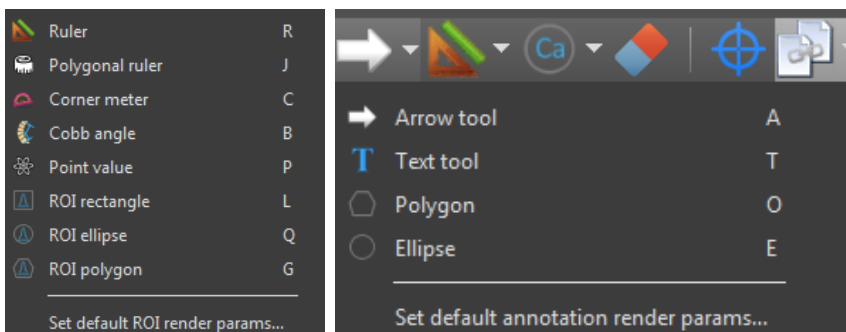 Ruler R
Polygonal ruler J
Corner meter C
Cobb angle B
Point value P
ROI rectangle L
ROI ellipse Q
ROI polygon G
Set default ROI render params...
Ca
Arrow tool A
T Text tool T
Polygon O
Ellipse E
Set default annotation render params...